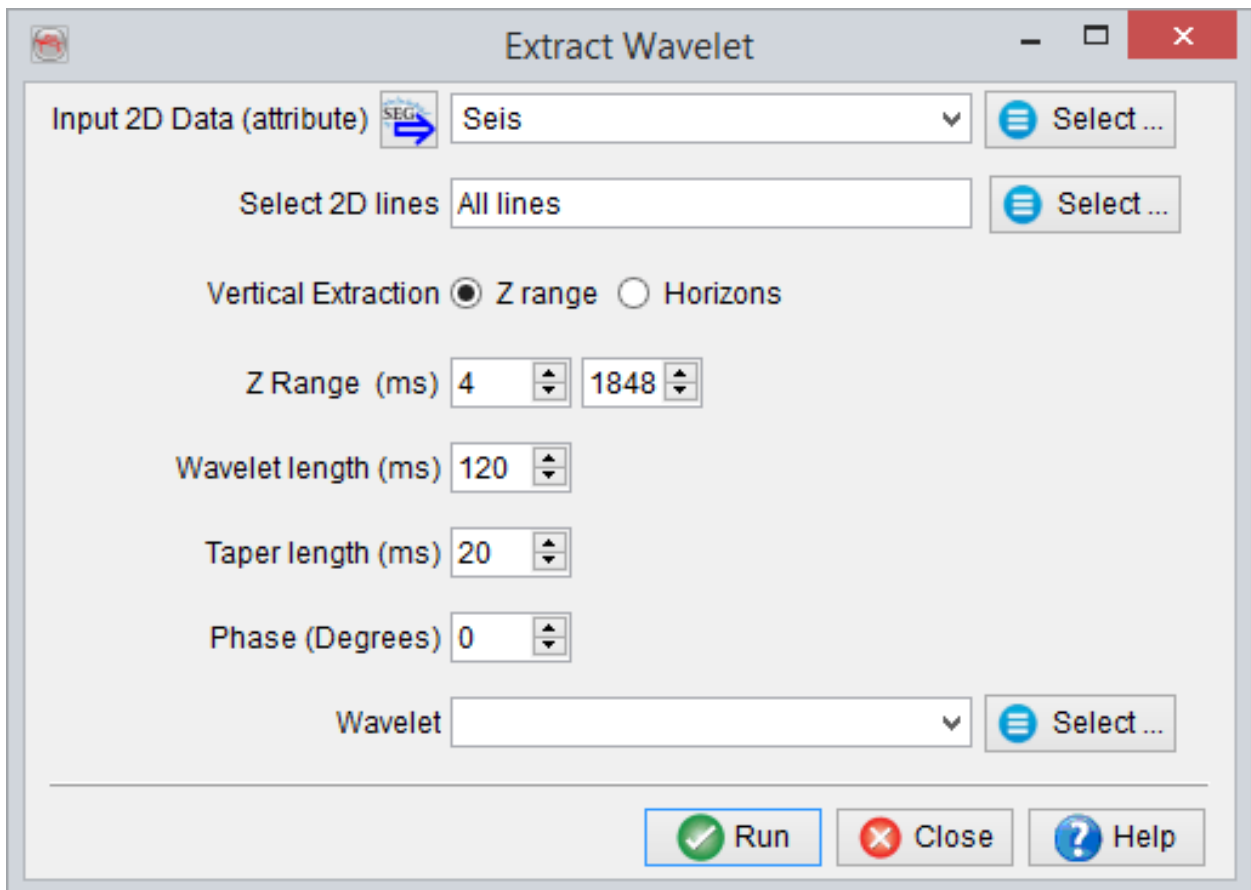 Extract Wavelet
Input 2D Data (attribute) SEG Seis Select ...
Select 2D lines All lines Select ...
Vertical Extraction Z range Horizons
Z Range (ms) 4 1848
Wavelet length (ms) 120
Taper length (ms) 20
Phase (Degrees) 0
Wavelet Select ...
Run Close Help